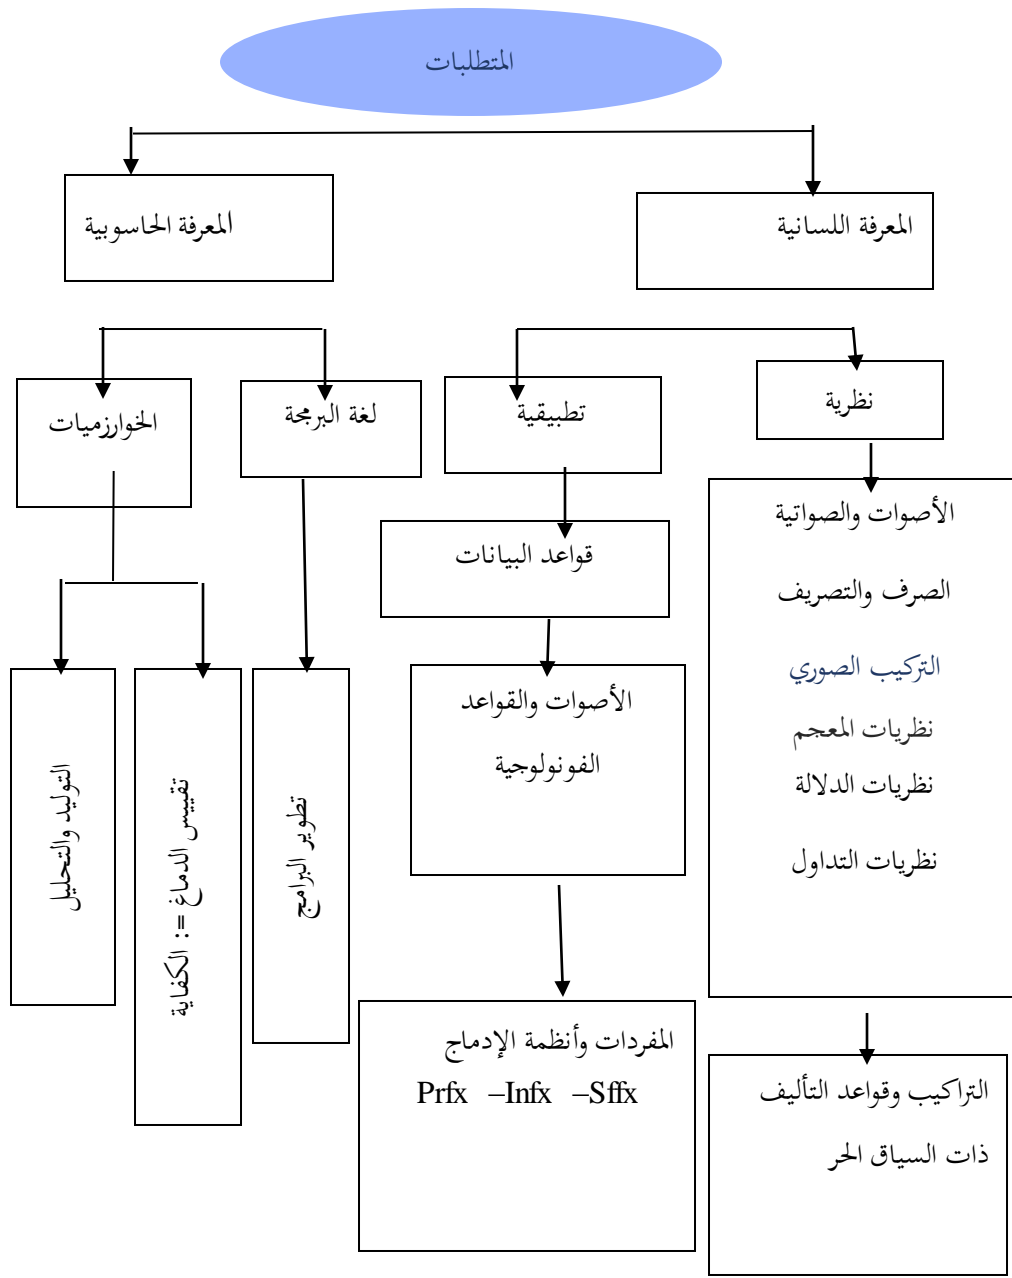 المتطلبات
المعرفة اللسانية
المعرفة الحاسوبية
نظرية
تطبيقية
لغة البرمجة
الخوارزميات
الأصوات والصواتية
الصرف والتصريف
التركيب الصوري
نظريات المعجم
نظريات الدلالة
نظريات التداول
التراكيب وقواعد التأليف
ذات السياق الحر
قواعد البيانات
الأصوات والقواعد
الفونولوجية
المفردات وأنظمة الإدماج
Prfx –Infx –Sffx
تطوير البرامج
تقييس الدماغ =: الكفاية
التوليد والتحليل